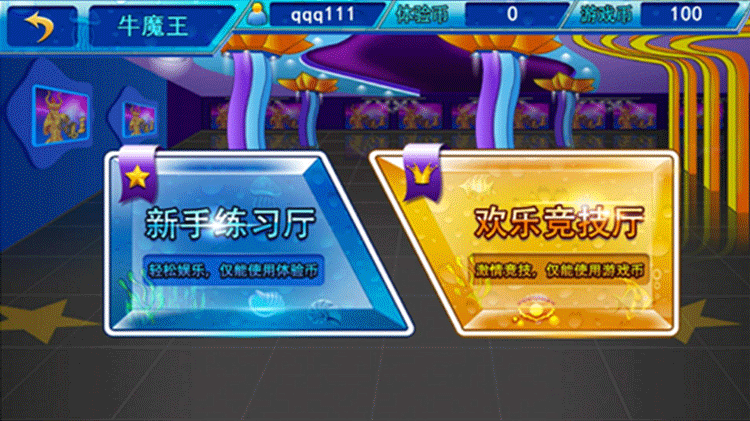 牛魔王
qqq111
体验币
0
游戏币
100
新手练习厅
轻松娱乐，仅能使用体验币
欢乐竞技厅
激情竞技，仅能使用游戏币